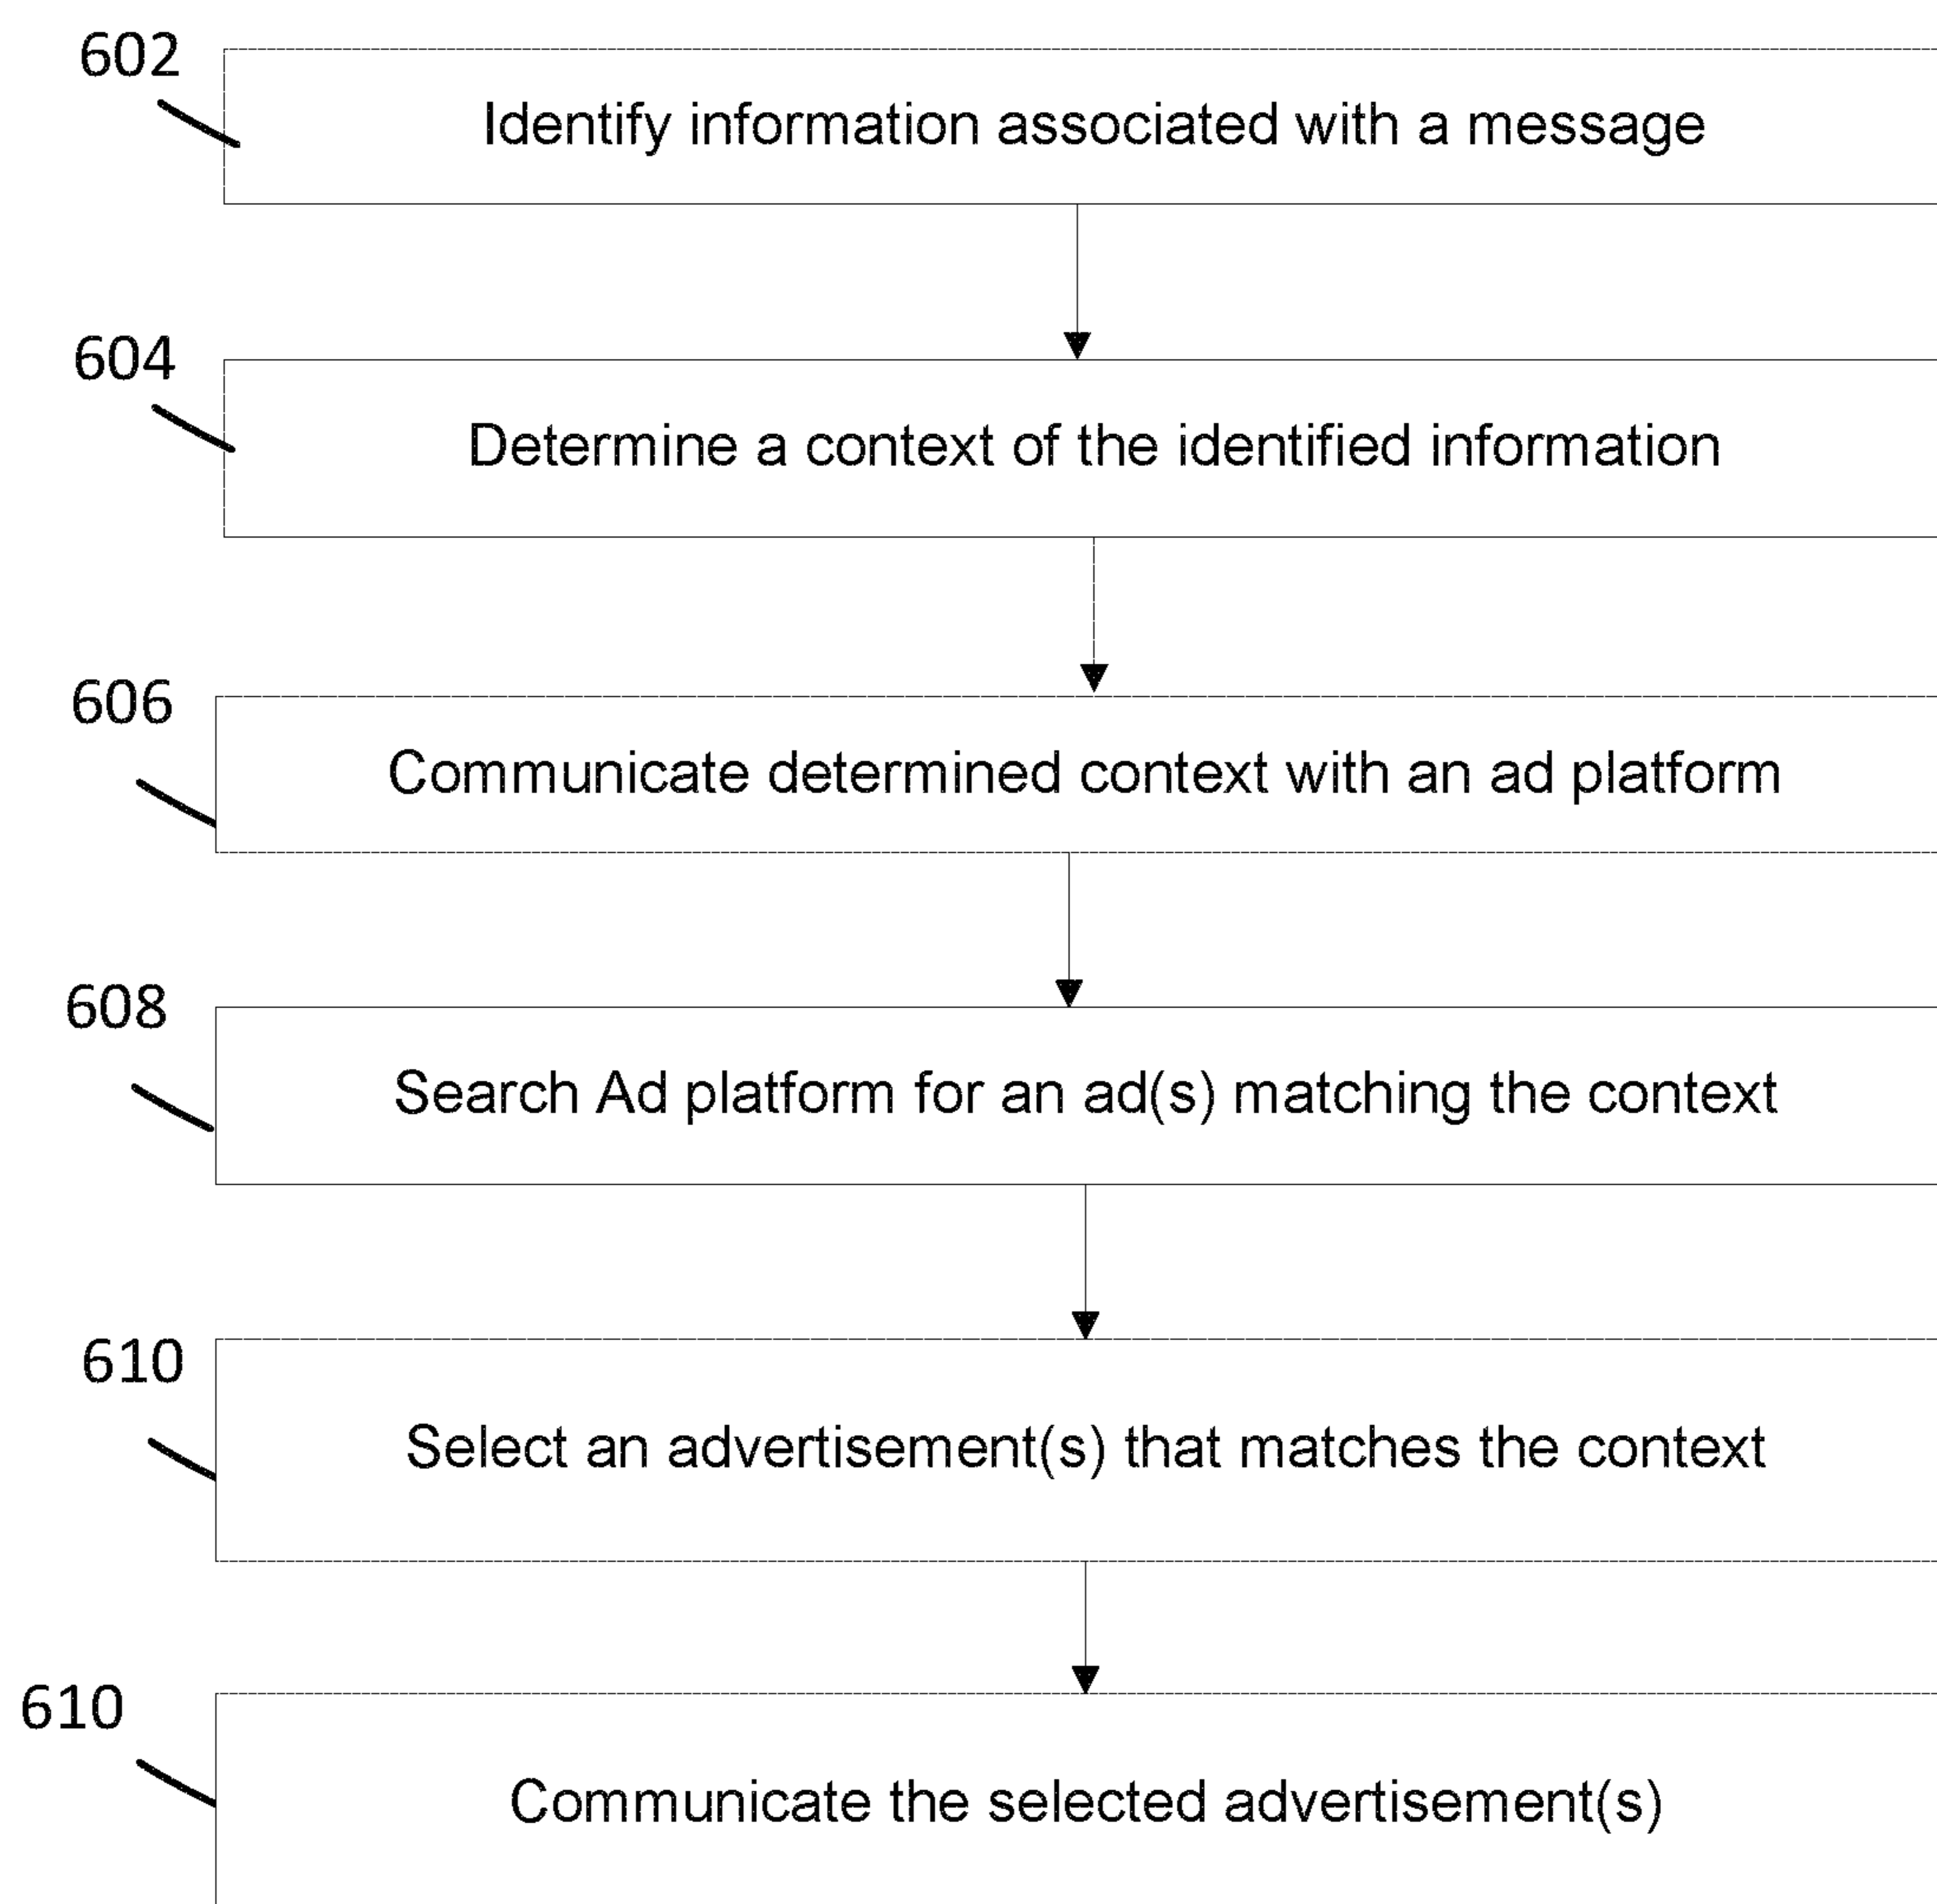 602
Identify information associated with a message
604
Determine a context of the identified information
606
Communicate determined context with an ad platform
608
Search Ad platform for an ad(s) matching the context
610
Select an advertisement(s) that matches the context
610
Communicate the selected advertisement(s)